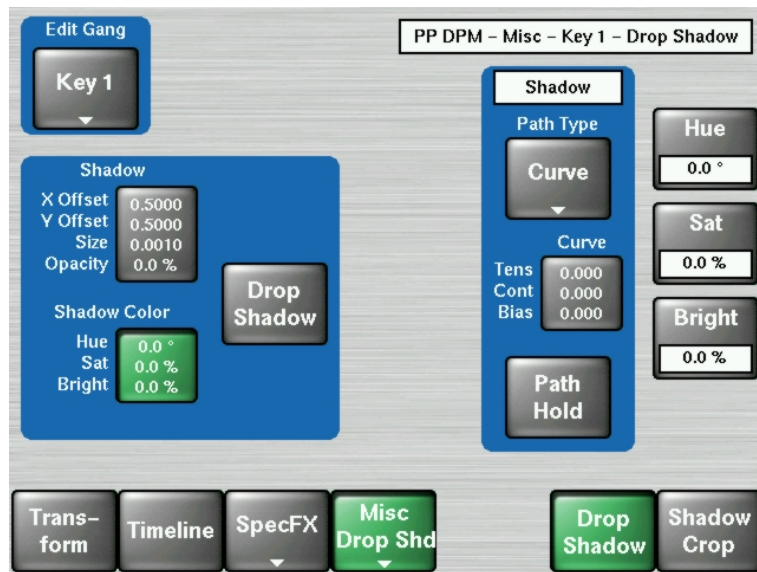 Edit Gang
Key 1
PP DPM – Misc – Key 1 – Drop Shadow
Shadow
X Offset 0.5000
Y Offset 0.5000
Size 0.0010
Opacity 0.0 %
Drop
Shadow
Shadow Color
Hue 0.0 °
Sat 0.0 %
Bright 0.0 %
Shadow
Path Type
Curve
Curve
Tens 0.000
Cont 0.000
Bias 0.000
Path
Hold
Hue
0.0 °
Sat
0.0 %
Bright
0.0 %
Trans–
form
Timeline
SpecFX
Misc
Drop Shd
Drop
Shadow
Shadow
Crop